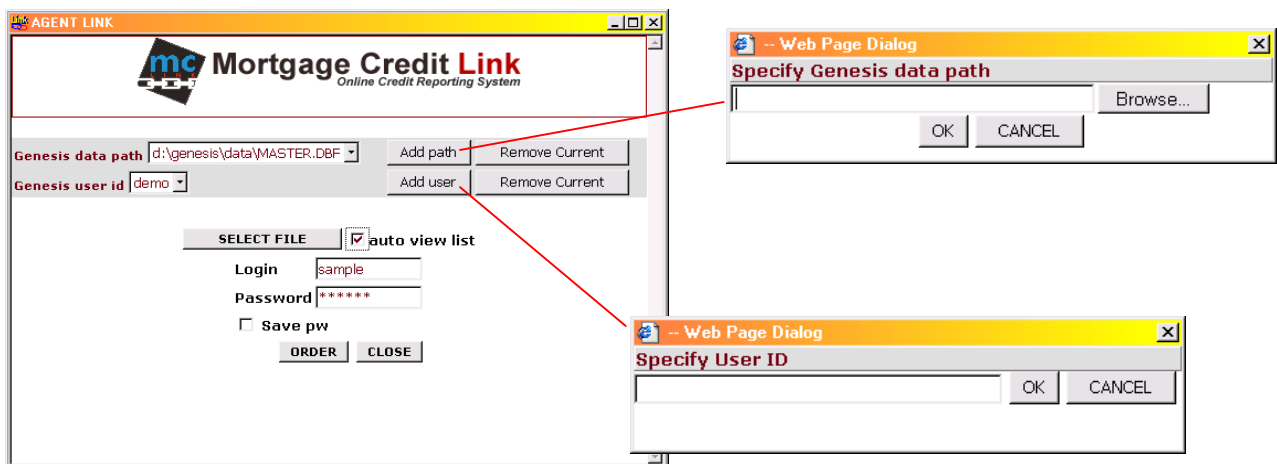 AGENT LINK
mc
LINK
Mortgage Credit Link
Online Credit Reporting System
Genesis data path d:\genesis\data\MASTER.DBF Add path Remove Current
Genesis user id demo Add user Remove Current
SELECT FILE auto view list
Login sample
Password ******
Save pw
ORDER CLOSE
-- Web Page Dialog
Specify Genesis data path
Browse...
OK CANCEL
-- Web Page Dialog
Specify User ID
OK CANCEL